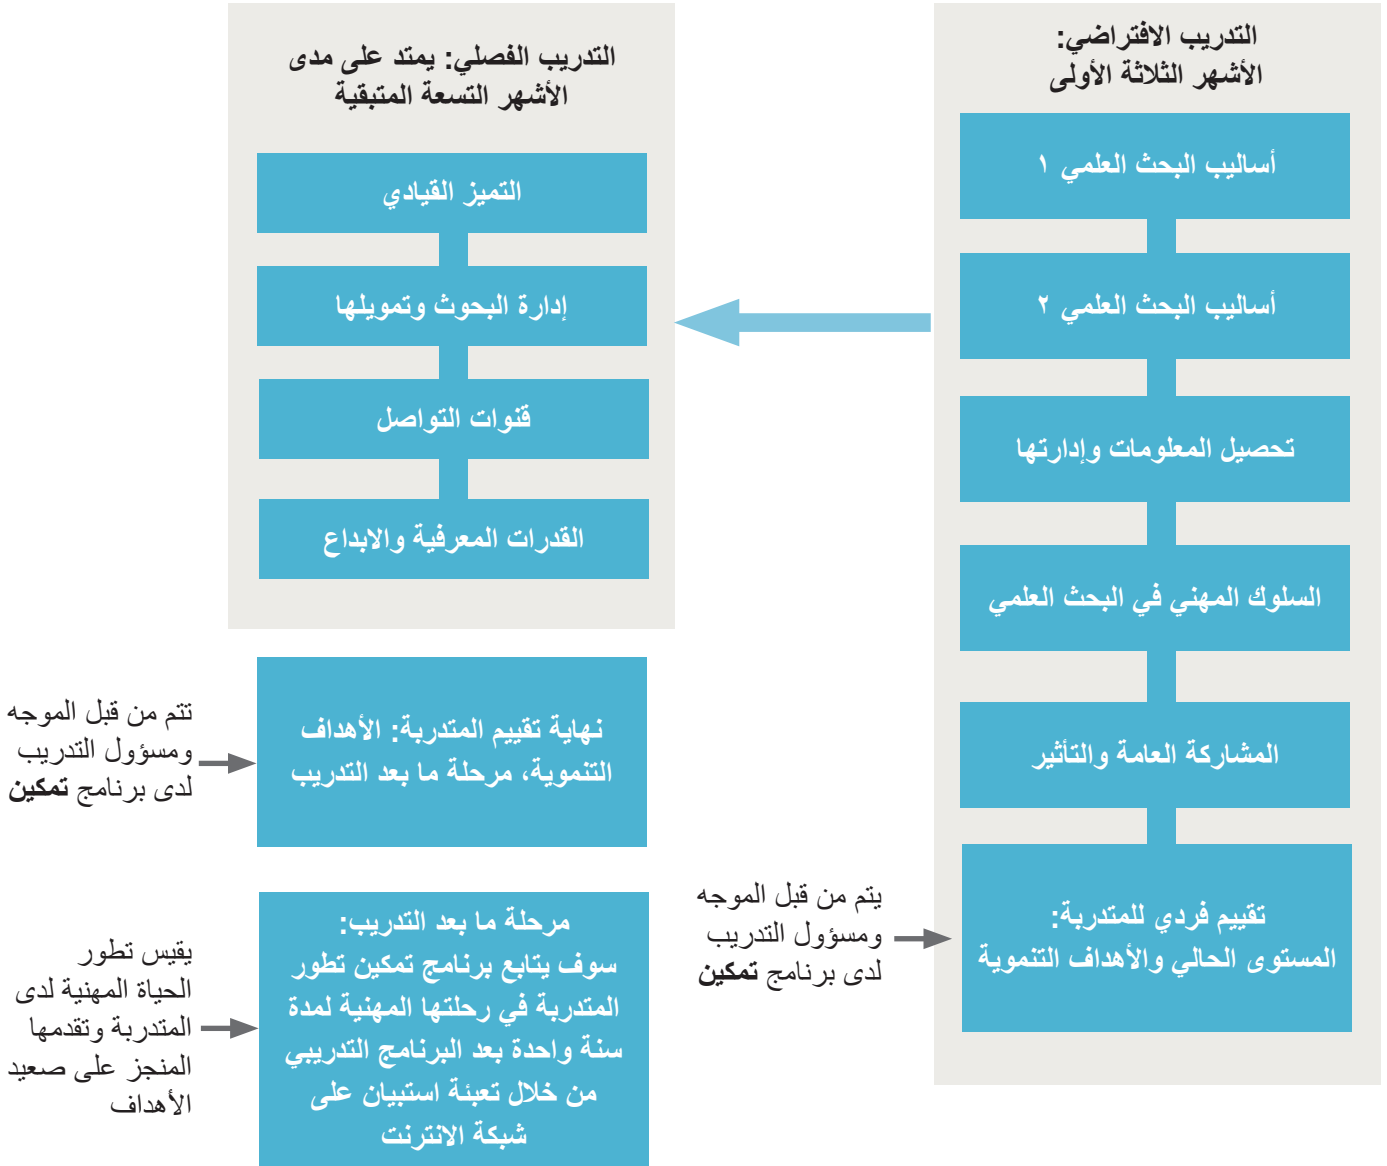 التدريب الافتراضي:
الأشهر الثلاثة الأولى
أساليب البحث العلمي ١
أساليب البحث العلمي ٢
تحصيل المعلومات وإدارتها
السلوك المهني في البحث العلمي
المشاركة العامة والتأثير
تقييم فردي للمتدربة:
المستوى الحالي والأهداف التنموية
يتم من قبل الموجه
ومسؤول التدريب
لدى برنامج تمكين
التدريب الفصلي: يمتد على مدى
الأشهر التسعة المتبقية
التميز القيادي
إدارة البحوث وتمويلها
قنوات التواصل
القدرات المعرفية والابداع
نهاية تقييم المتدربة: الأهداف
التنموية، مرحلة ما بعد التدريب
تتم من قبل الموجه
ومسؤول التدريب
لدى برنامج تمكين
مرحلة ما بعد التدريب:
سوف يتابع برنامج تمكين تطور
المتدربة في رحلتها المهنية لمدة
سنة واحدة بعد البرنامج التدريبي
من خلال تعبئة استبيان على
شبكة الانترنت
يقيس تطور
الحياة المهنية لدى
المتدربة وتقدمها
المنجز على صعيد
الأهداف